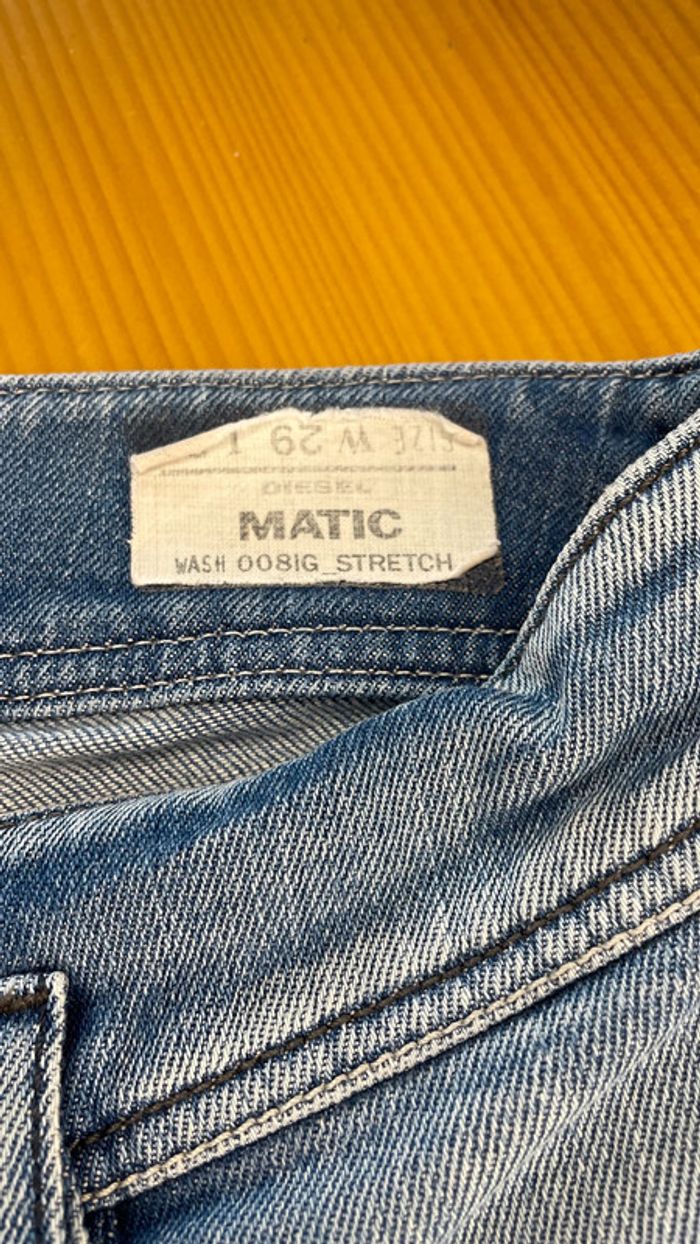 SIZE W 29 L
DIESEL
MATIC
WASH 008IG_STRETCH